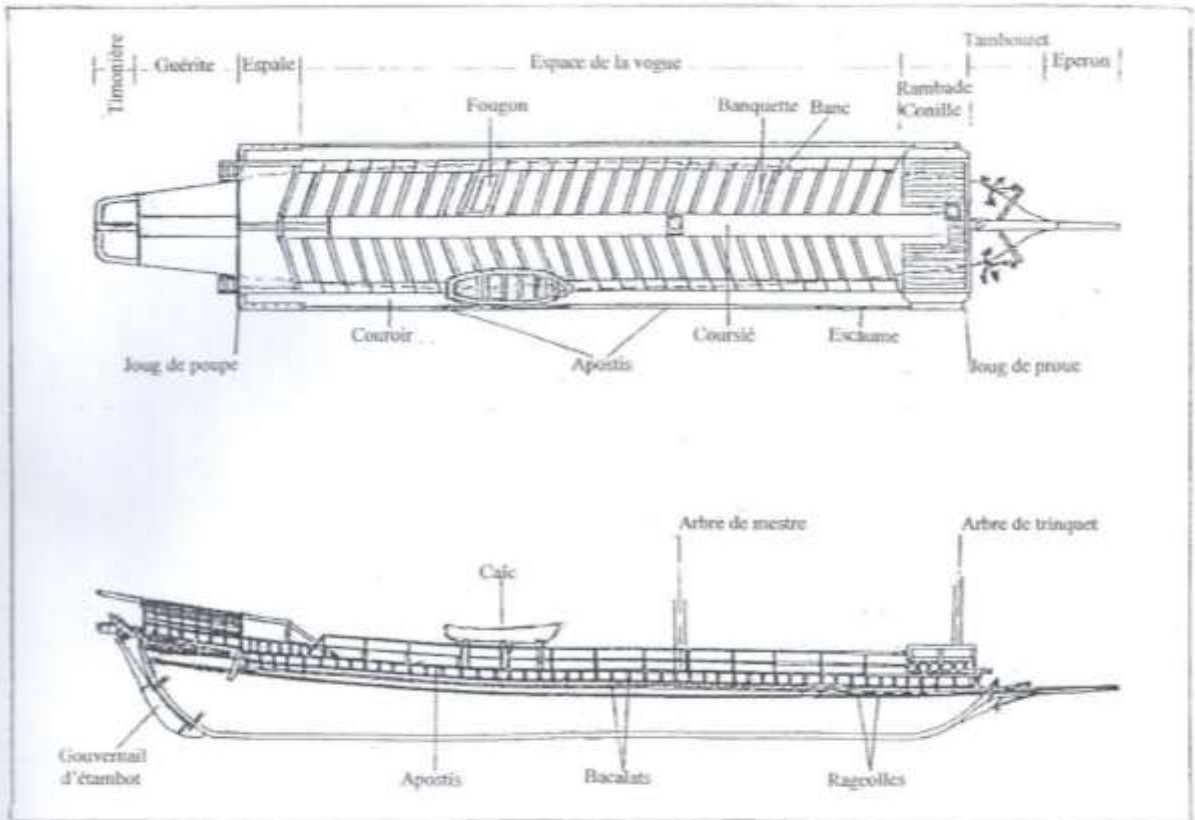 Timonière
Guérite
Espale
Espace de la vogue
Tambouret
Eperon
Rambade
Conille
Fougon
Banquette
Banc
Couroir
Coursié
Escaume
Joug de poupe
Apostis
Joug de proue
Arbre de mestre
Arbre de trinquet
Caïc
Gouvernail
d'étambot
Apostis
Bacalats
Rageolles